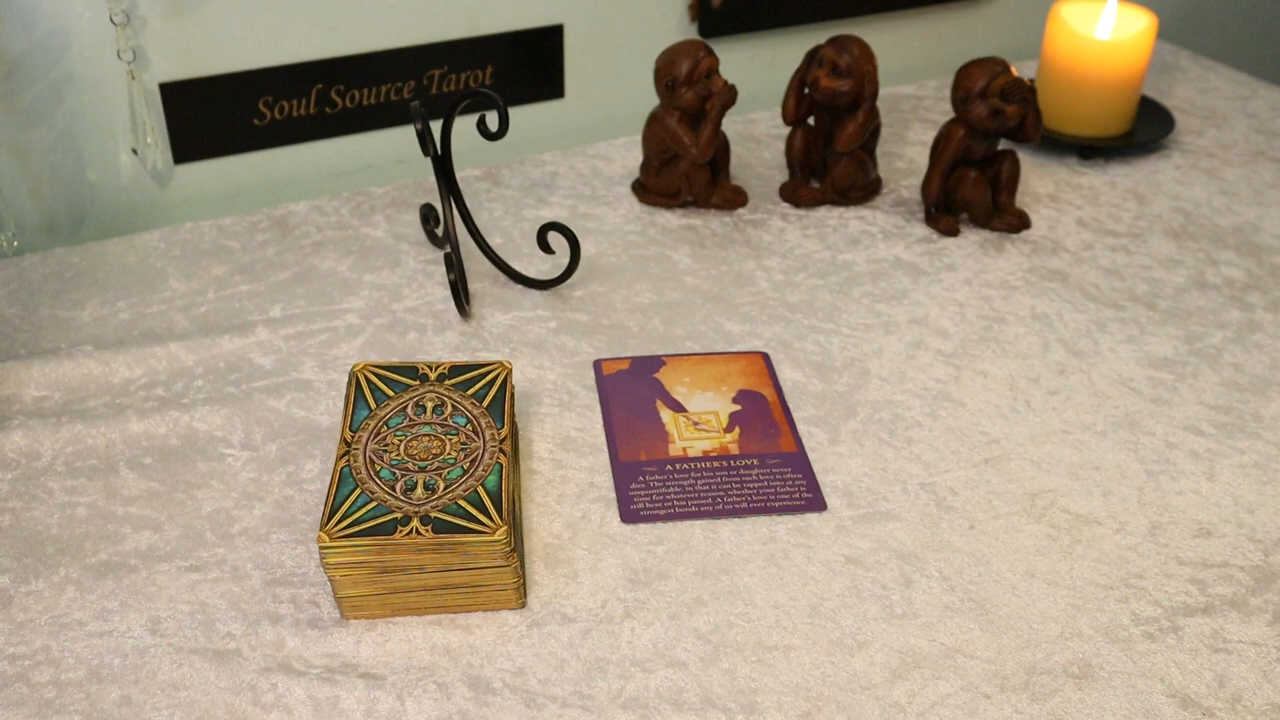 Soul Source Tarot
A FATHER'S LOVE
A father's love for his son or daughter never
dies. The strength gained from such love is often
unquantifiable; in that it can be tapped into at any
time for whatever reason, whether your father is
still here or has passed. A father's love is one of the
strongest bonds any of us will ever experience.